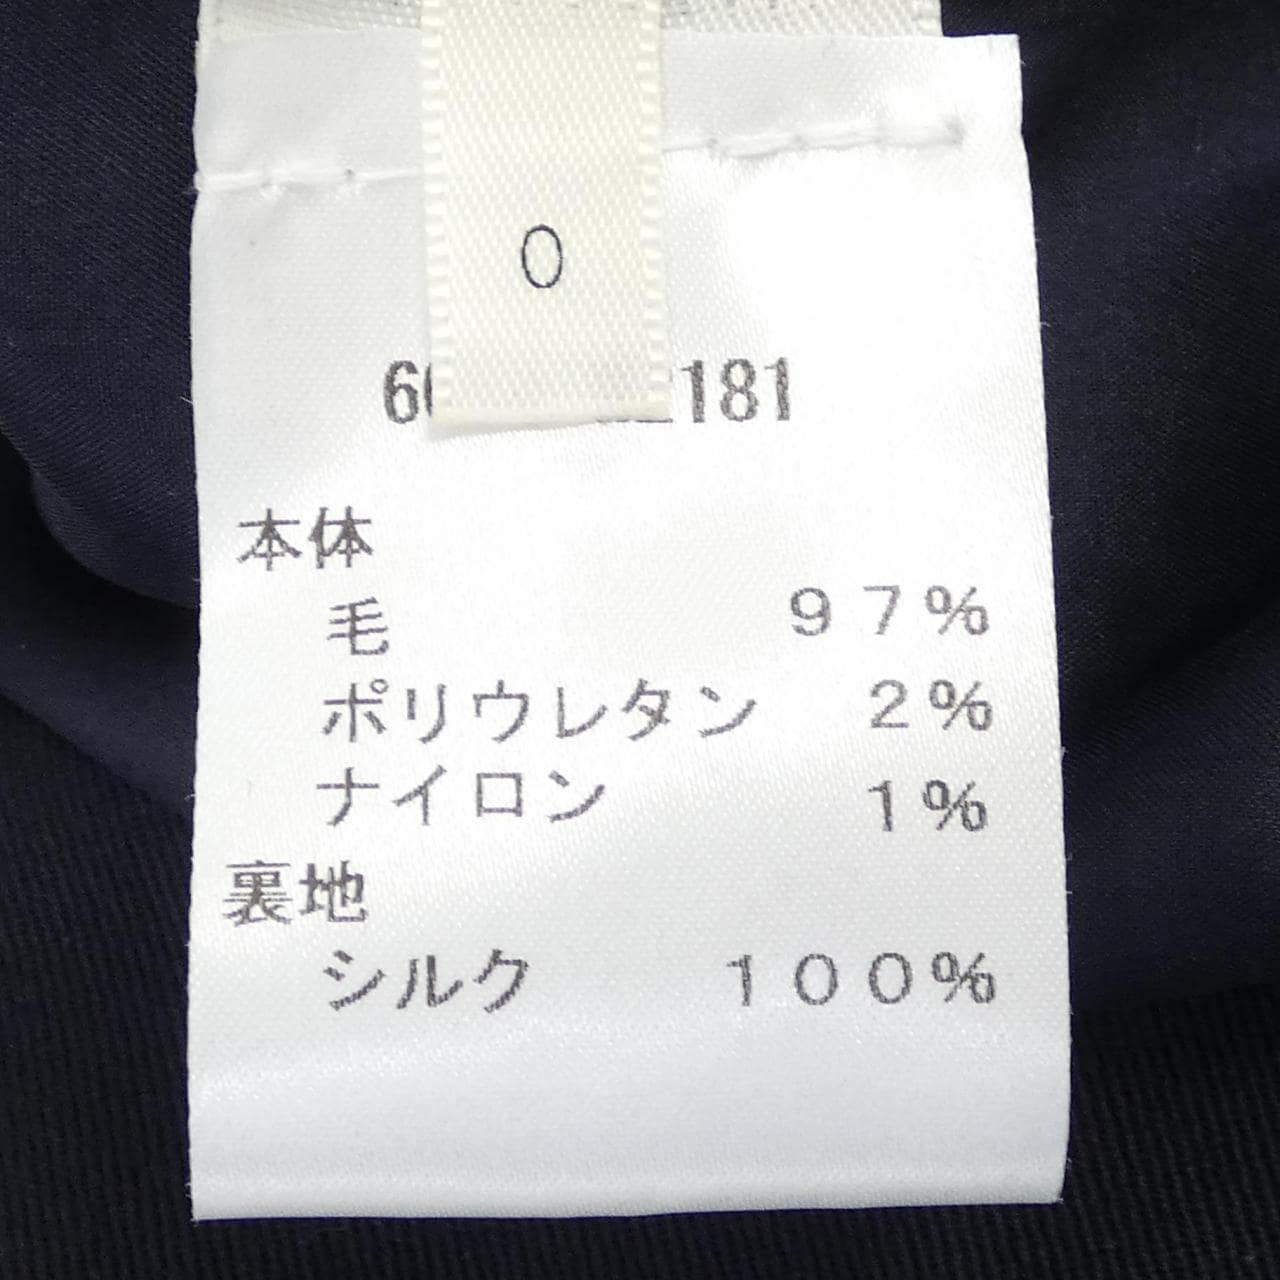 0
181
本体
毛 97%
ポリウレタン 2%
ナイロン 1%
裏地
シルク 100%